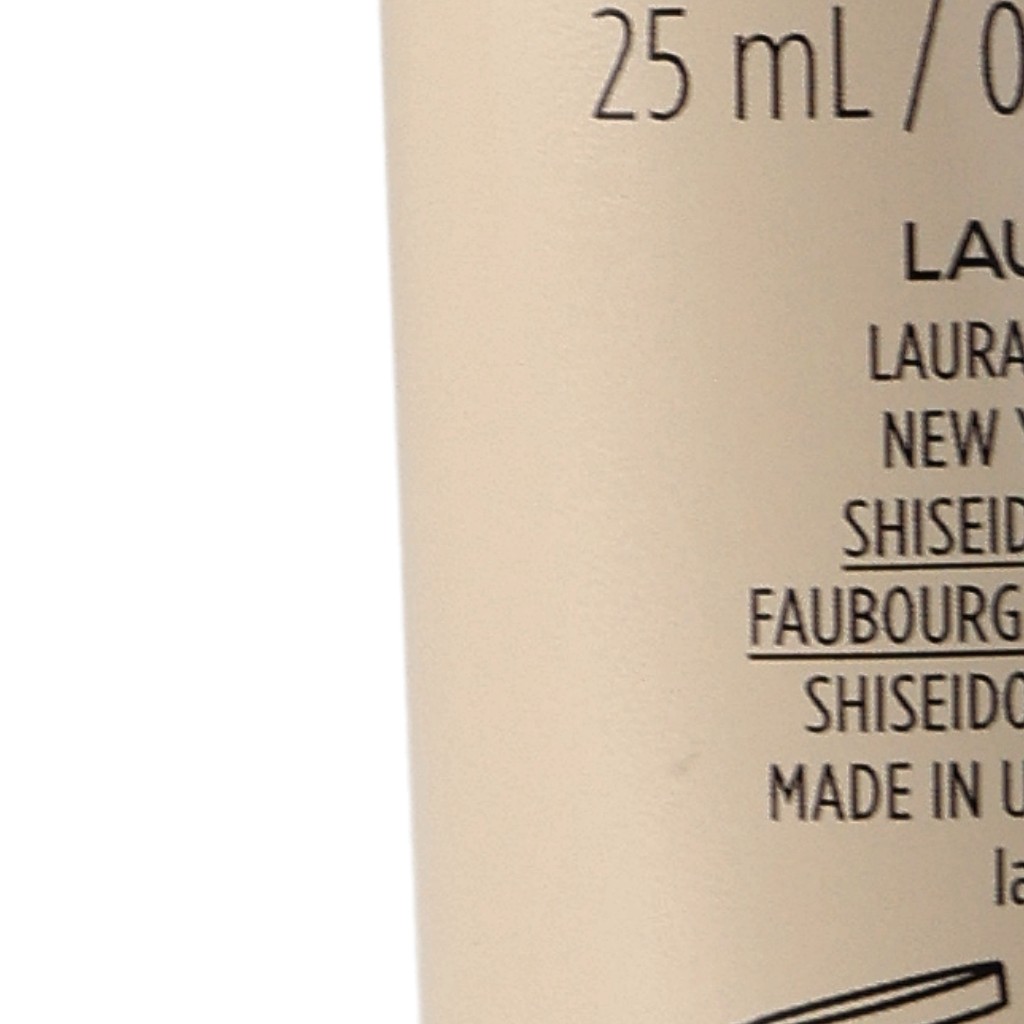 25 mL / 0
LAU
LAURA
NEW
SHISEID
FAUBOURG
SHISEIDO
MADE IN U
la